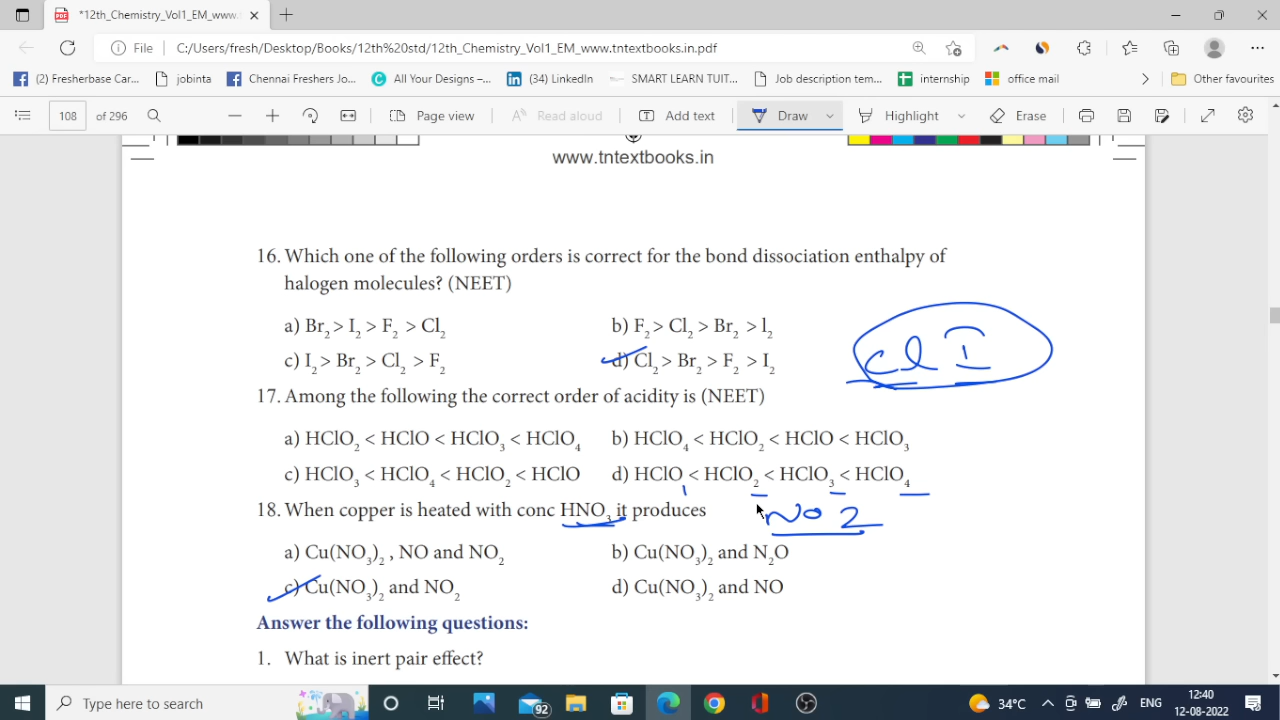 *12th_Chemistry_Vol1_EM_www.
File C:/Users/fresh/Desktop/Books/12th%20std/12th_Chemistry_Vol1_EM_www.tntextbooks.in.pdf
(2) Fresherbase Car... jobinta Chennai Freshers Jo... All Your Designs –... (34) LinkedIn SMART LEARN TUIT... Job description tem... internship office mail Other favourites
108 of 296 Page view Read aloud Add text Draw Highlight Erase
www.tntextbooks.in
16. Which one of the following orders is correct for the bond dissociation enthalpy of
halogen molecules? (NEET)
a) Br₂ > I₂ > F₂ > Cl₂ b) F₂ > Cl₂ > Br₂ > l₂
c) I₂ > Br₂ > Cl₂ > F₂ d) Cl₂ > Br₂ > F₂ > I₂
cl I
17. Among the following the correct order of acidity is (NEET)
a) HClO₂ < HClO < HClO₃ < HClO₄ b) HClO₄ < HClO₂ < HClO < HClO₃
c) HClO₃ < HClO₄ < HClO₂ < HClO d) HClO < HClO₂ < HClO₃ < HClO₄
18. When copper is heated with conc HNO₃ it produces
NO 2
a) Cu(NO₃)₂ , NO and NO₂ b) Cu(NO₃)₂ and N₂O
c) Cu(NO₃)₂ and NO₂ d) Cu(NO₃)₂ and NO
Answer the following questions:
1. What is inert pair effect?
Type here to search 92 34°C ENG 12:40
12-08-2022